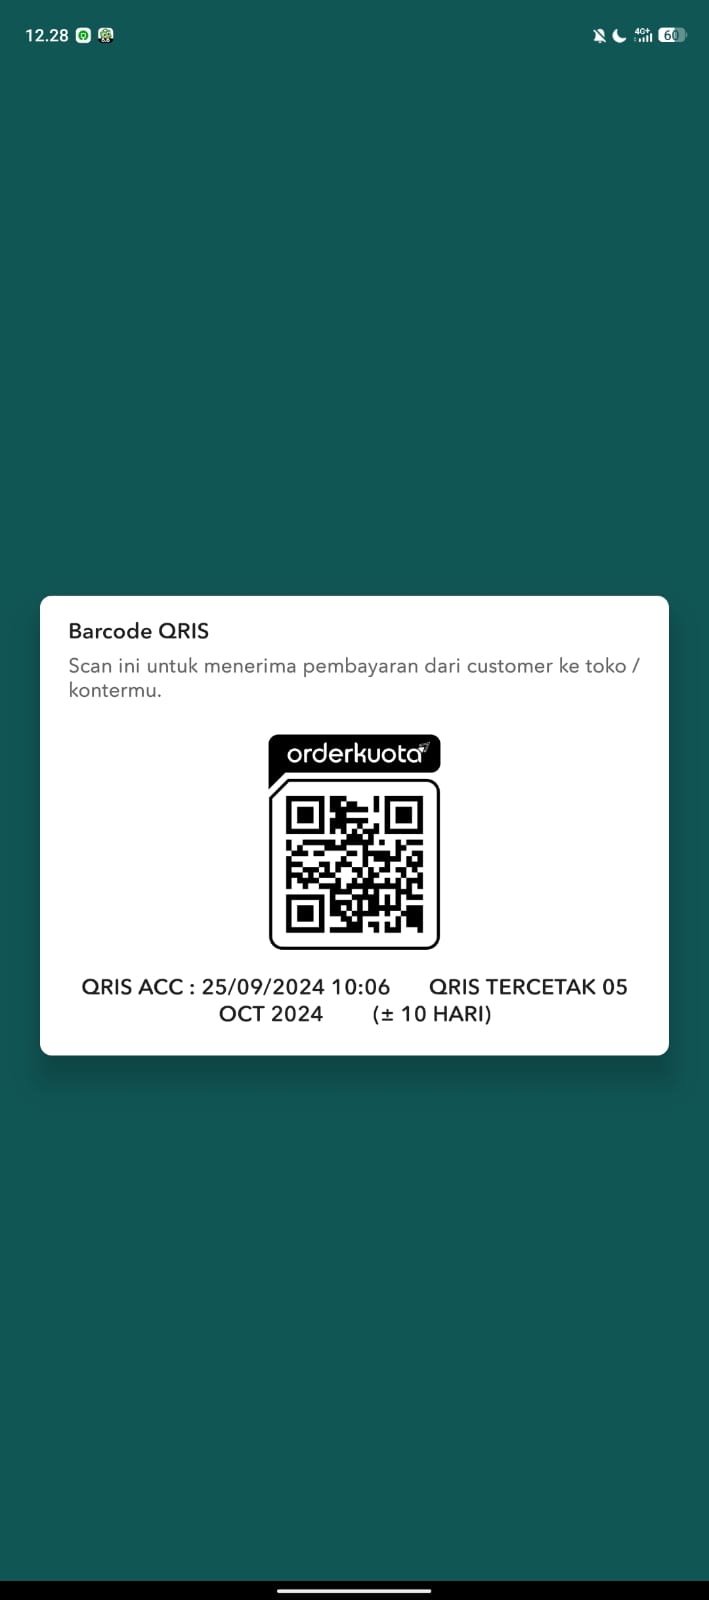 12.28
4G+
60
Barcode QRIS
Scan ini untuk menerima pembayaran dari customer ke toko /
kontermu.
orderkuota
QRIS ACC : 25/09/2024 10:06 QRIS TERCETAK 05
OCT 2024 (± 10 HARI)